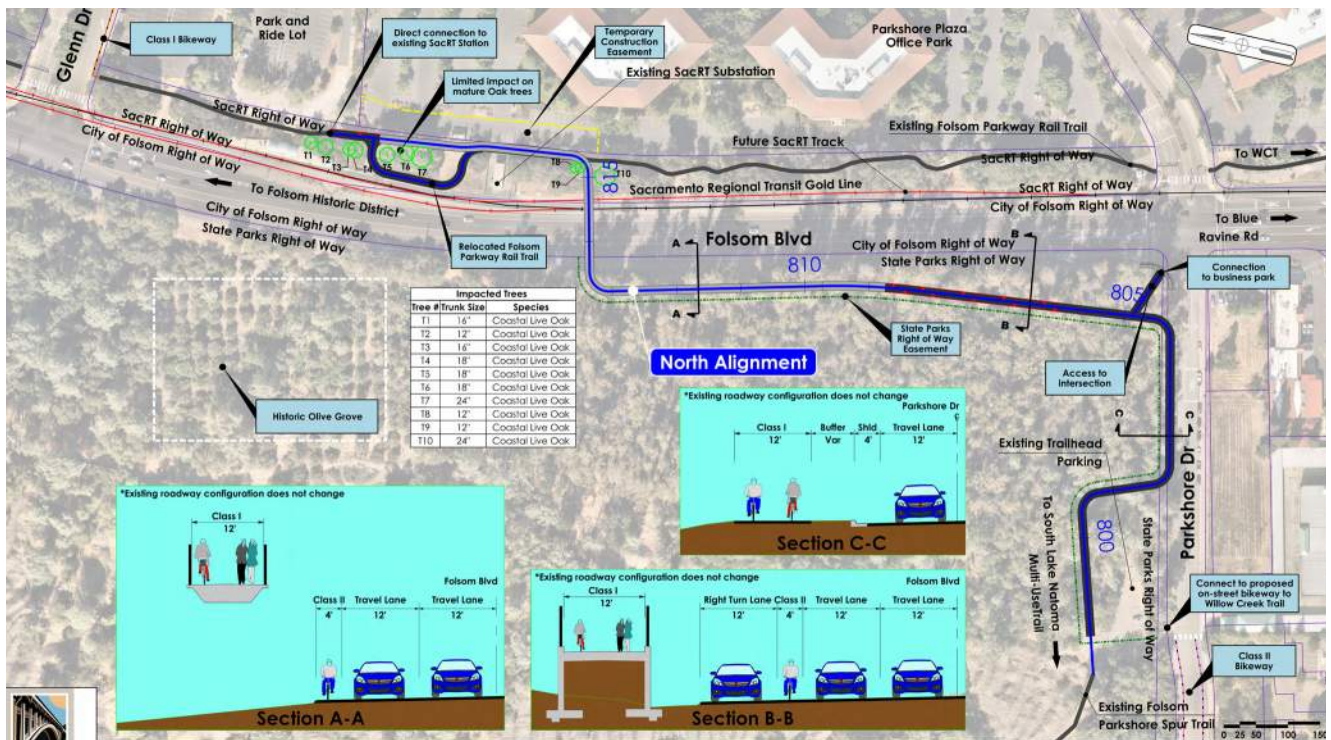 Glenn Dr
Class I Bikeway
Park and
Ride Lot
Direct connection to
existing SacRT Station
Temporary
Construction
Easement
Parkshore Plaza
Office Park
Limited impact on
mature Oak trees
Existing SacRT Substation
SacRT Right of Way
SacRT Right of Way
City of Folsom Right of Way
Future SacRT Track
Existing Folsom Parkway Rail Trail
SacRT Right of Way
To WCT
T1
T2
T3
T4
T5
T6
T7
T8
T9
T10
815
Sacramento Regional Transit Gold Line
SacRT Right of Way
City of Folsom Right of Way
To Folsom Historic District
City of Folsom Right of Way
State Parks Right of Way
Relocated Folsom
Parkway Rail Trail
Folsom Blvd
City of Folsom Right of Way
State Parks Right of Way
To Blue
Ravine Rd
A
A
B
B
810
805
Connection
to business park
Impacted Trees
Tree # Trunk Size Species
T1 16" Coastal Live Oak
T2 12" Coastal Live Oak
T3 16" Coastal Live Oak
T4 18" Coastal Live Oak
T5 18" Coastal Live Oak
T6 18" Coastal Live Oak
T7 24" Coastal Live Oak
T8 12" Coastal Live Oak
T9 12" Coastal Live Oak
T10 24" Coastal Live Oak
State Parks
Right of Way
Easement
North Alignment
Access to
intersection
Historic Olive Grove
*Existing roadway configuration does not change
Parkshore Dr
Class I Buffer Shld Travel Lane
12' Var 4' 12'
Section C-C
C
C
Existing Trailhead
Parking
Parkshore Dr
800
To South Lake Natoma
Multi-UseTrail
State Parks Right of Way
*Existing roadway configuration does not change
Class I
12'
Folsom Blvd
Class II Travel Lane Travel Lane
4' 12' 12'
Section A-A
*Existing roadway configuration does not change
Class I
12'
Folsom Blvd
Right Turn Lane Class II Travel Lane Travel Lane
12' 4' 12' 12'
Section B-B
Connect to proposed
on-street bikeway to
Willow Creek Trail
Class II
Bikeway
Existing Folsom
Parkshore Spur Trail
0 25 50 100 150